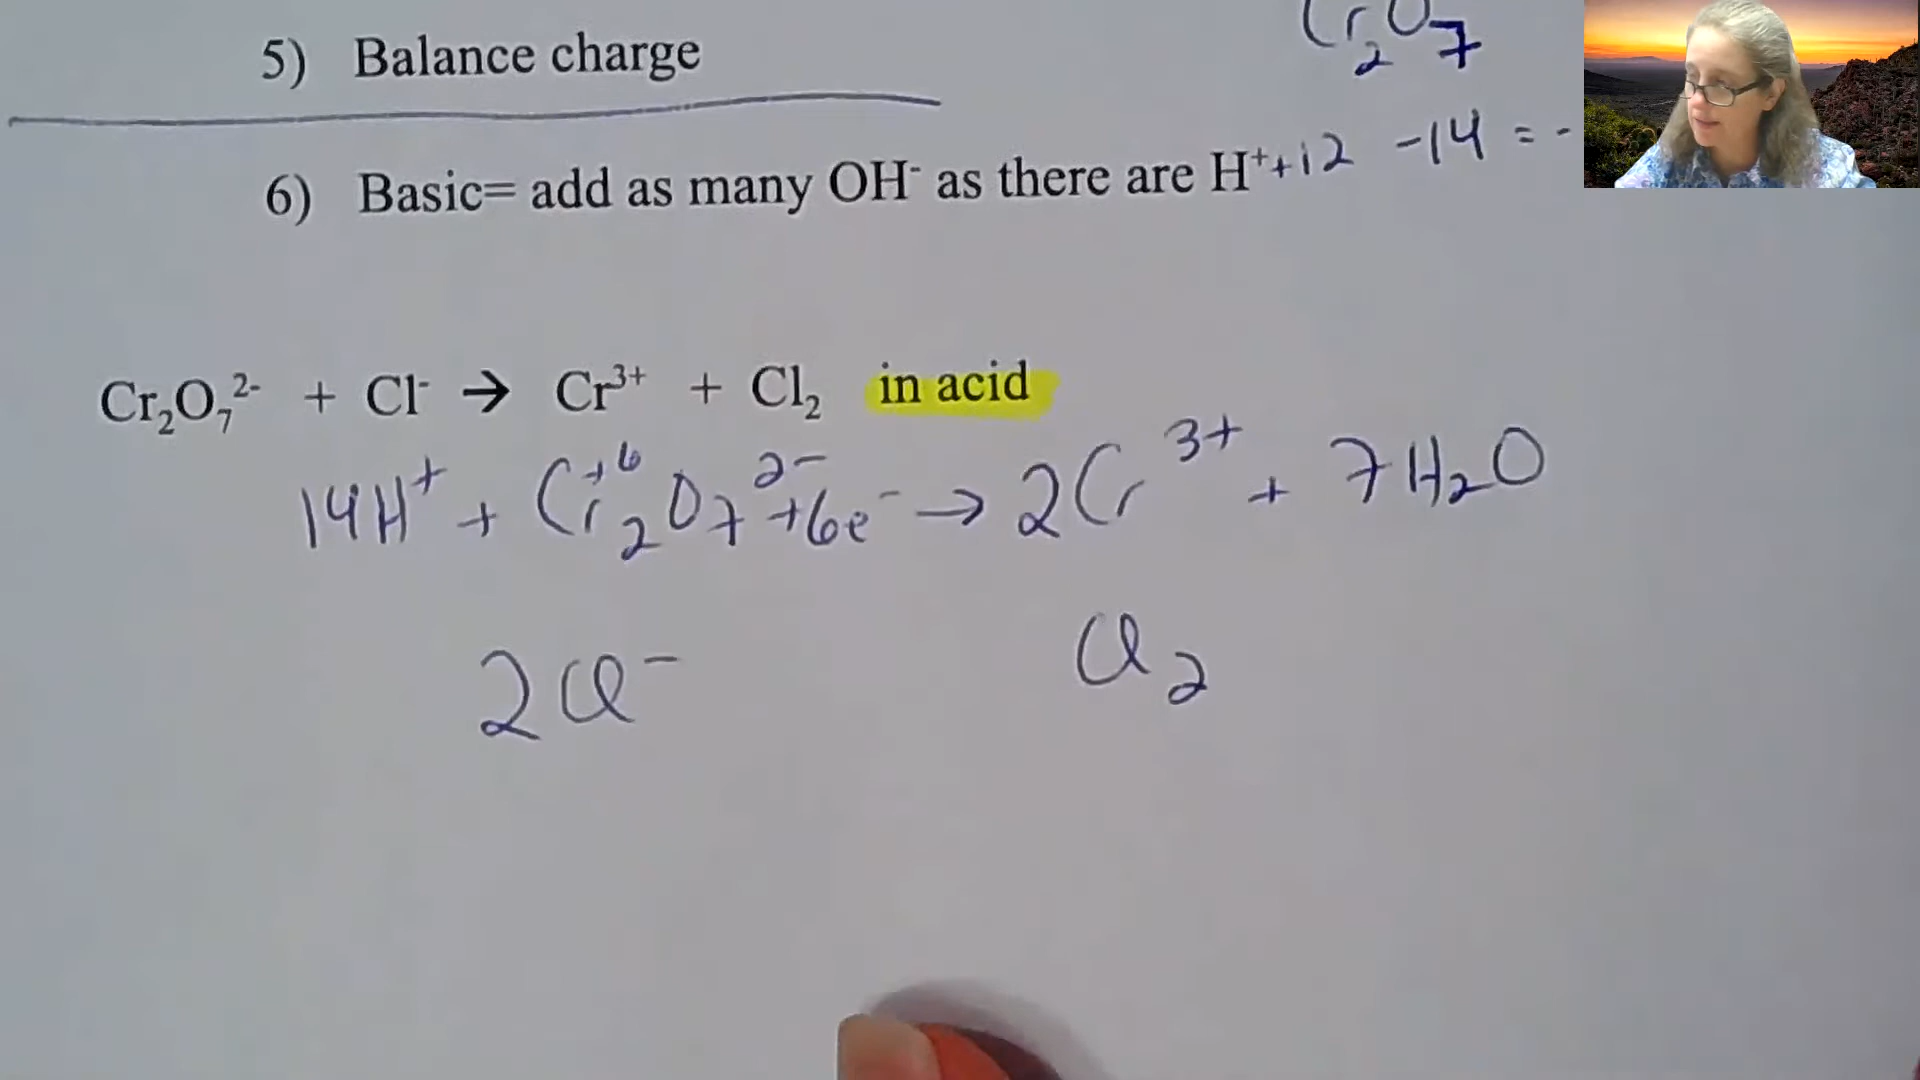 Cr₂O₇
5) Balance charge
+12 -14 = -
6) Basic= add as many OH⁻ as there are H⁺
Cr₂O₇²⁻ + Cl⁻ → Cr³⁺ + Cl₂ in acid
+6
14H⁺ + Cr₂O₇²⁻ +6e⁻ → 2Cr³⁺ + 7H₂O
2Cl⁻ Cl₂